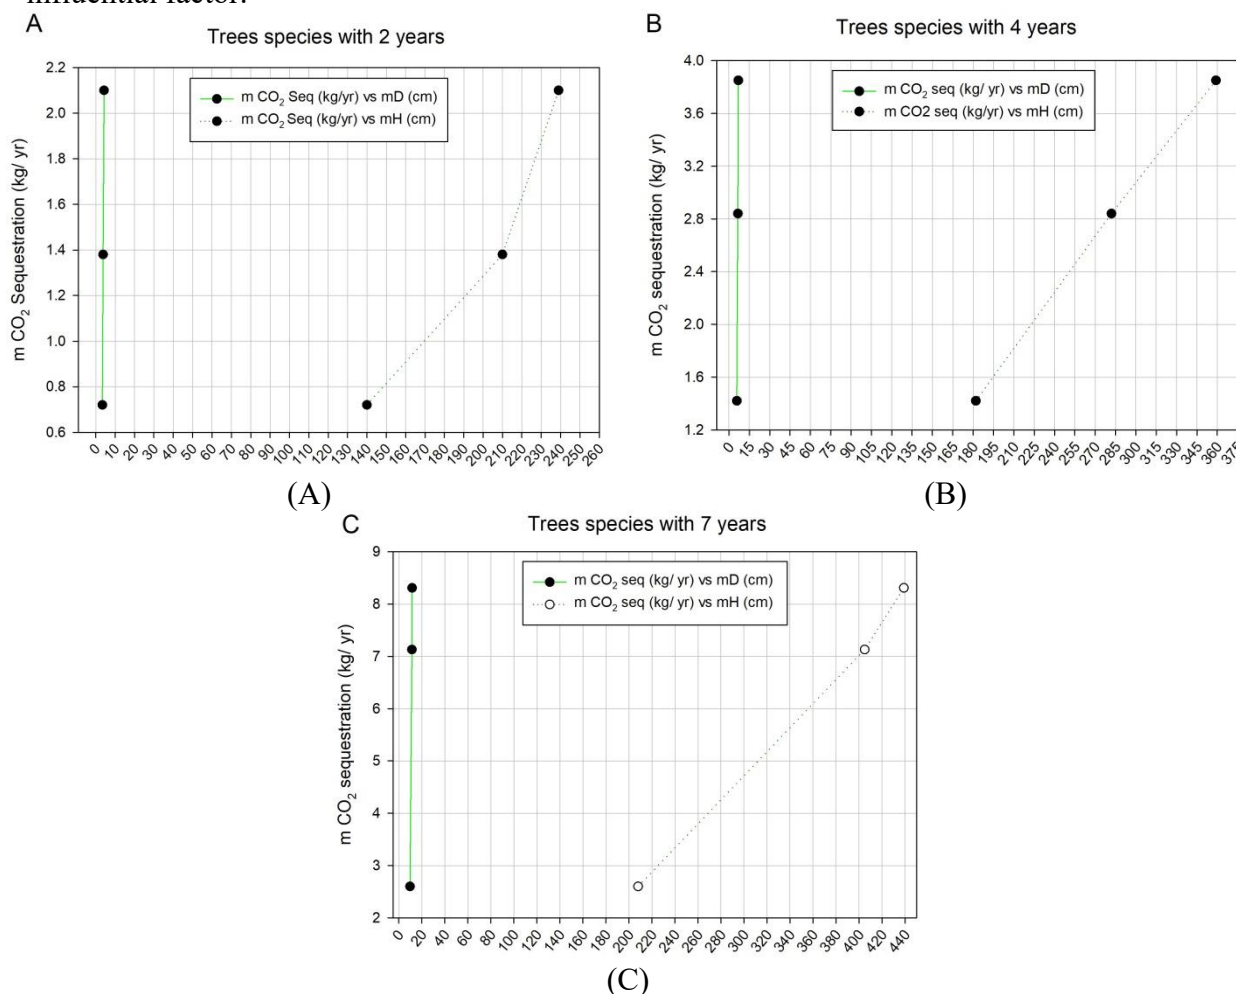 influential factor.
A
Trees species with 2 years
2.2
2.0
1.8
1.6
1.4
1.2
1.0
0.8
0.6
m CO2 Sequestration (kg/ yr)
m CO2 Seq (kg/yr) vs mD (cm)
m CO2 Seq (kg/yr) vs mH (cm)
0 10 20 30 40 50 60 70 80 90 100 110 120 130 140 150 160 170 180 190 200 210 220 230 240 250 260
(A)
B
Trees species with 4 years
4.0
3.6
3.2
2.8
2.4
2.0
1.6
1.2
m CO2 sequestration (kg/ yr)
m CO2 seq (kg/ yr) vs mD (cm)
m CO2 seq (kg/yr) vs mH (cm)
0 15 30 45 60 75 90 105 120 135 150 165 180 195 210 225 240 255 270 285 300 315 330 345 360 375
(B)
C
Trees species with 7 years
9
8
7
6
5
4
3
2
m CO2 sequestration (kg/ yr)
m CO2 seq (kg/ yr) vs mD (cm)
m CO2 seq (kg/ yr) vs mH (cm)
0 20 40 60 80 100 120 140 160 180 200 220 240 260 280 300 320 340 360 380 400 420 440
(C)